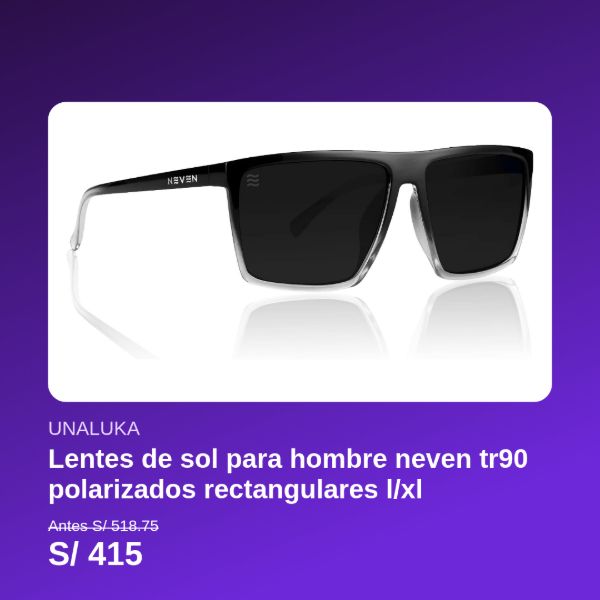 NEVEN
UNALUKA
Lentes de sol para hombre neven tr90
polarizados rectangulares l/xl
Antes S/ 518.75
S/ 415